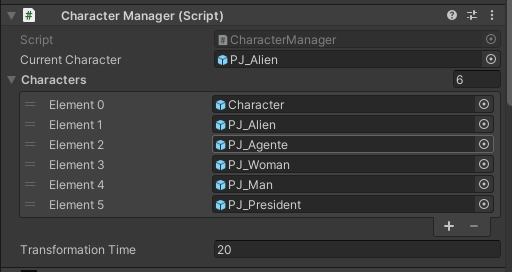 Character Manager (Script)
Script CharacterManager
Current Character PJ_Alien
Characters 6
Element 0 Character
Element 1 PJ_Alien
Element 2 PJ_Agente
Element 3 PJ_Woman
Element 4 PJ_Man
Element 5 PJ_President
+ −
Transformation Time 20